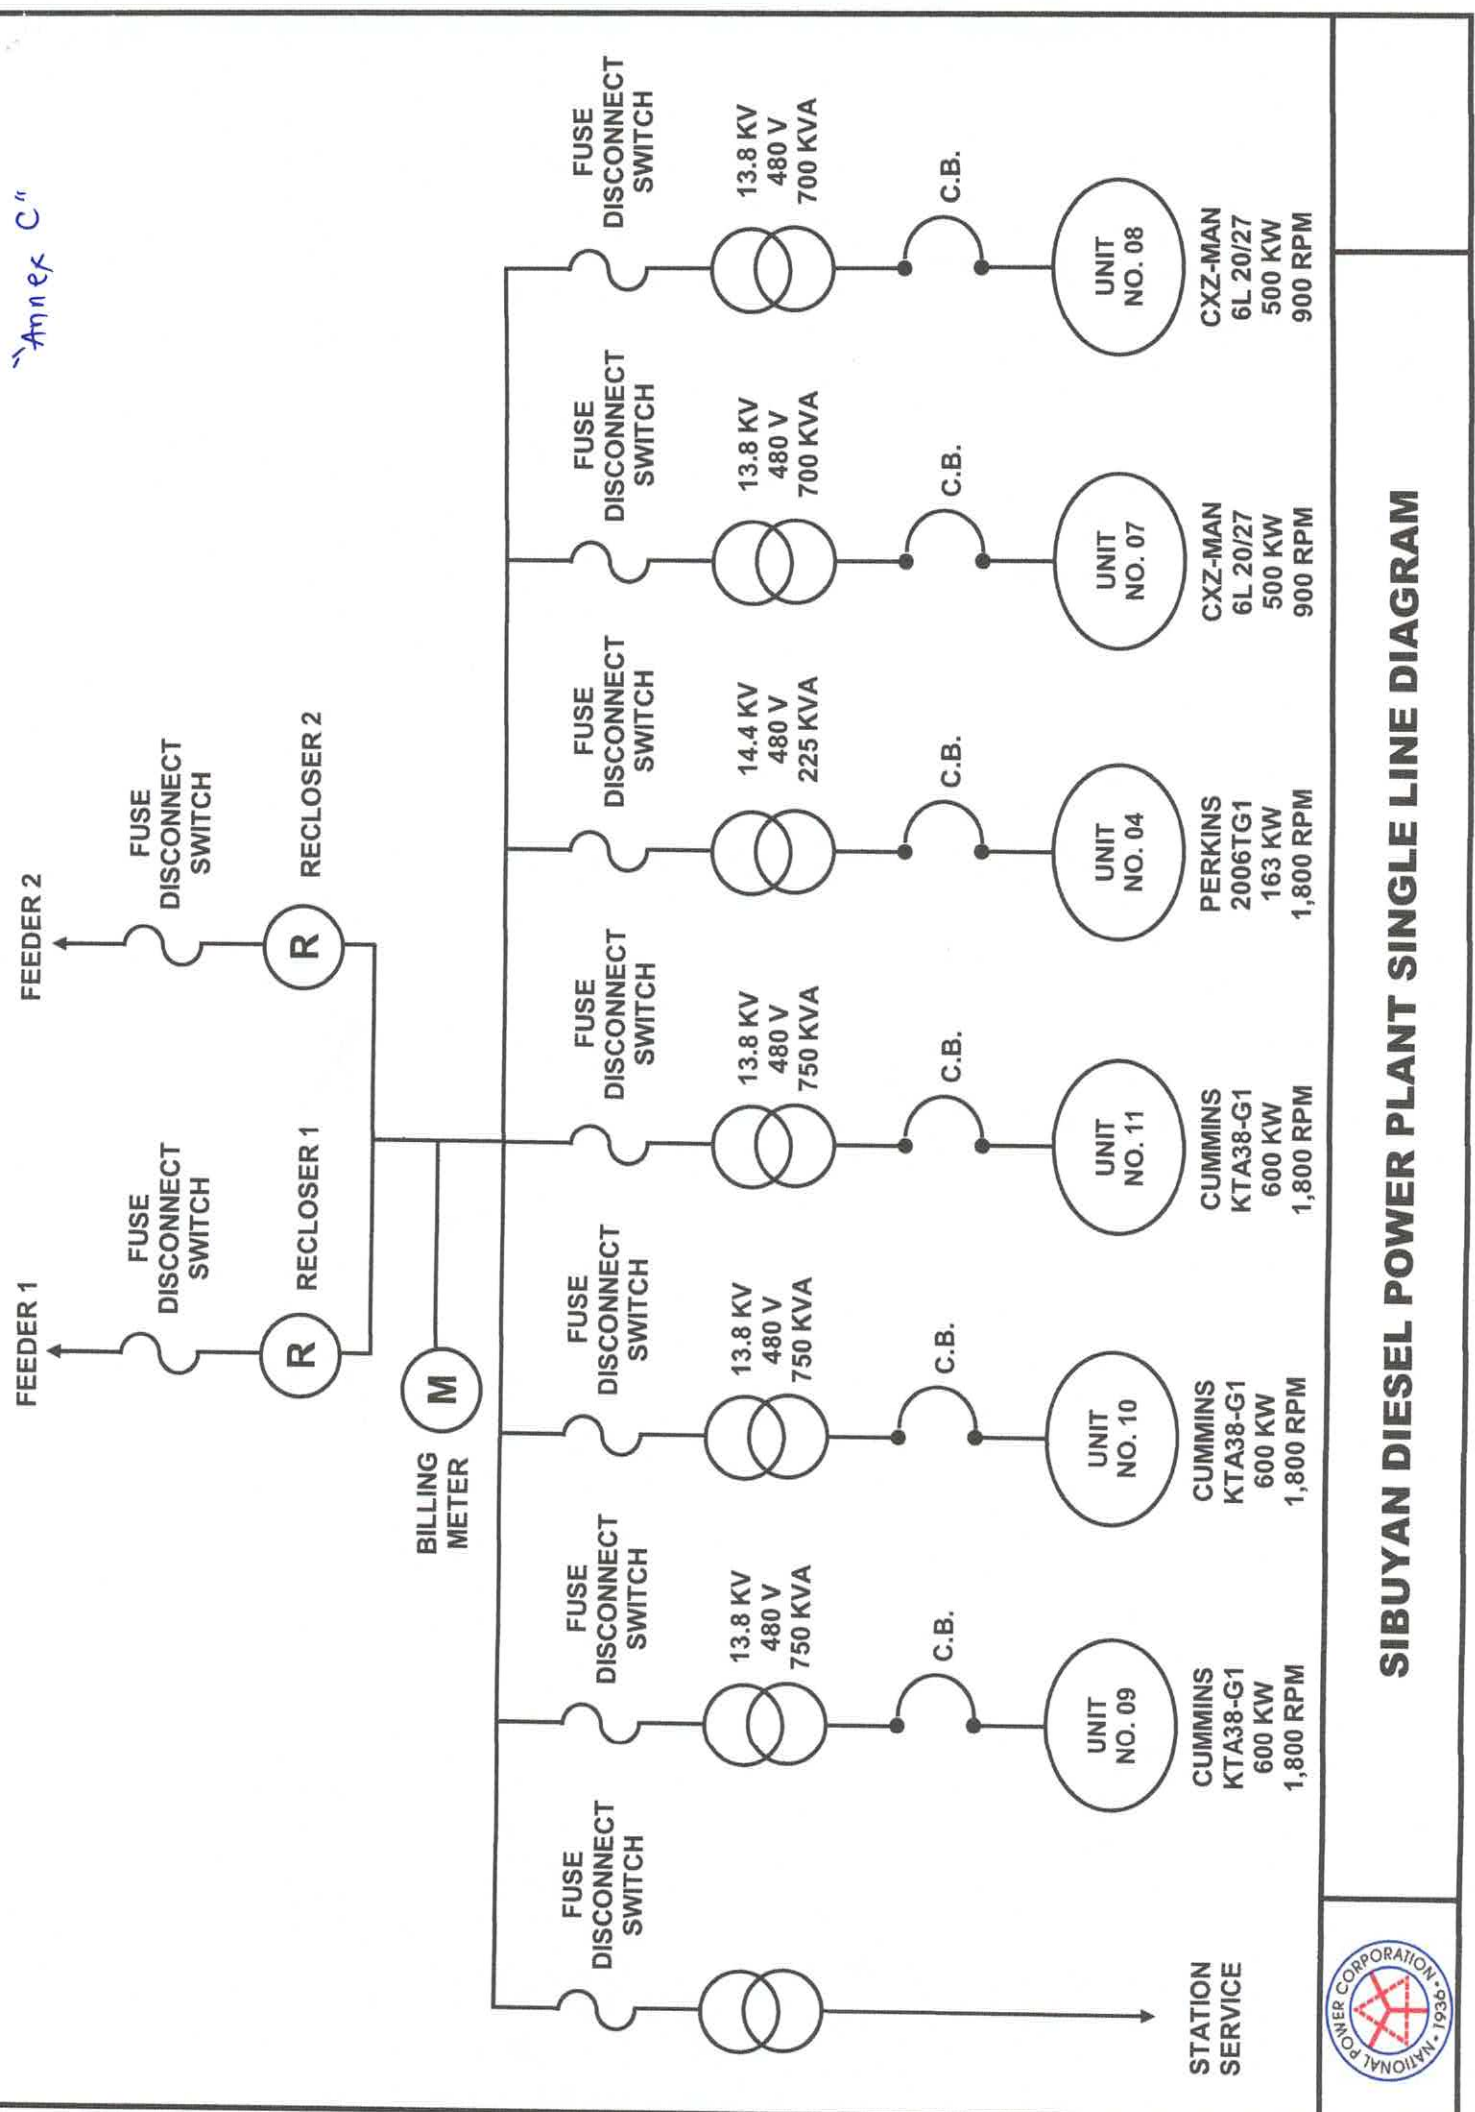 "Annex C"
FEEDER 1
FEEDER 2
FUSE
DISCONNECT
SWITCH
FUSE
DISCONNECT
SWITCH
R
RECLOSER 1
R
RECLOSER 2
BILLING
METER
M
FUSE
DISCONNECT
SWITCH
FUSE
DISCONNECT
SWITCH
FUSE
DISCONNECT
SWITCH
FUSE
DISCONNECT
SWITCH
FUSE
DISCONNECT
SWITCH
FUSE
DISCONNECT
SWITCH
FUSE
DISCONNECT
SWITCH
13.8 KV
480 V
750 KVA
13.8 KV
480 V
750 KVA
13.8 KV
480 V
750 KVA
14.4 KV
480 V
225 KVA
13.8 KV
480 V
700 KVA
13.8 KV
480 V
700 KVA
C.B.
C.B.
C.B.
C.B.
C.B.
C.B.
UNIT
NO. 09
UNIT
NO. 10
UNIT
NO. 11
UNIT
NO. 04
UNIT
NO. 07
UNIT
NO. 08
STATION
SERVICE
CUMMINS
KTA38-G1
600 KW
1,800 RPM
CUMMINS
KTA38-G1
600 KW
1,800 RPM
CUMMINS
KTA38-G1
600 KW
1,800 RPM
PERKINS
2006TG1
163 KW
1,800 RPM
CXZ-MAN
6L 20/27
500 KW
900 RPM
CXZ-MAN
6L 20/27
500 KW
900 RPM
NATIONAL POWER CORPORATION • 1936 •
SIBUYAN DIESEL POWER PLANT SINGLE LINE DIAGRAM